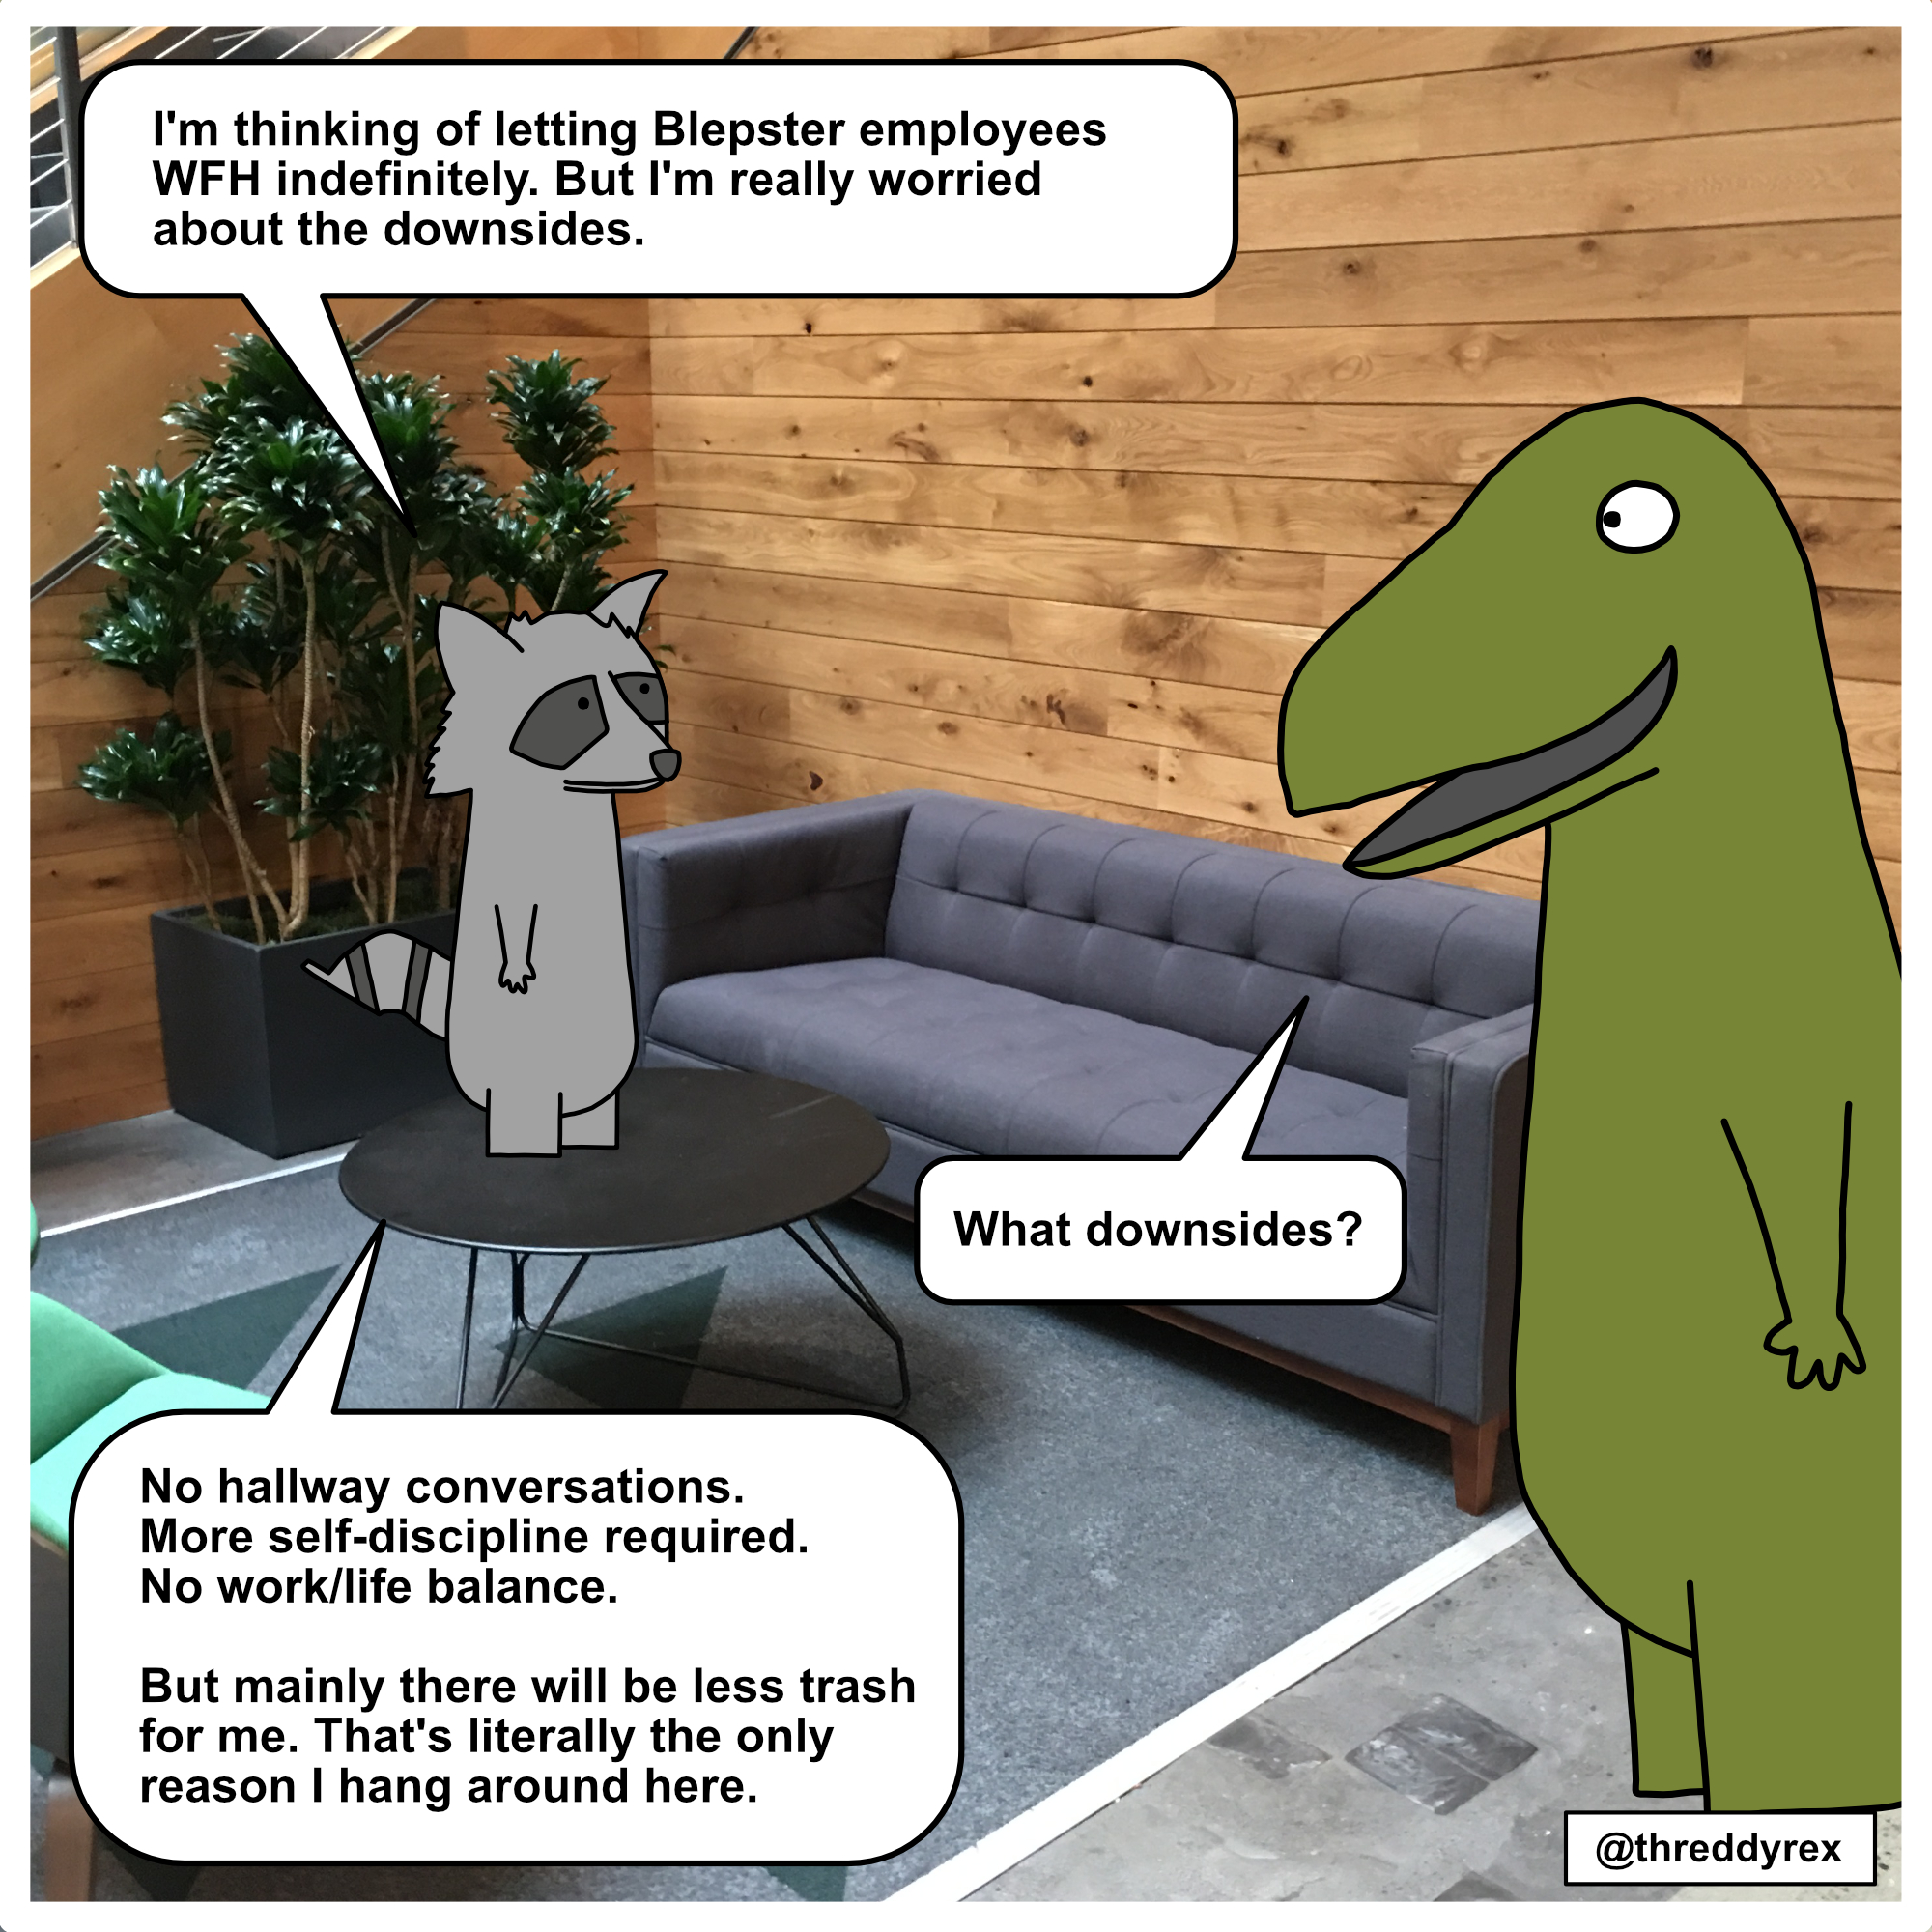 I'm thinking of letting Blepster employees
WFH indefinitely. But I'm really worried
about the downsides.
What downsides?
No hallway conversations.
More self-discipline required.
No work/life balance.
But mainly there will be less trash
for me. That's literally the only
reason I hang around here.
@threddyrex